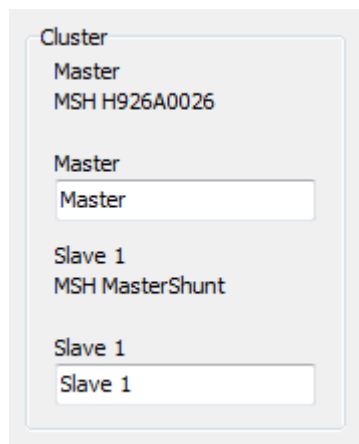 Cluster
Master
MSH H926A0026
Master
Master
Slave 1
MSH MasterShunt
Slave 1
Slave 1